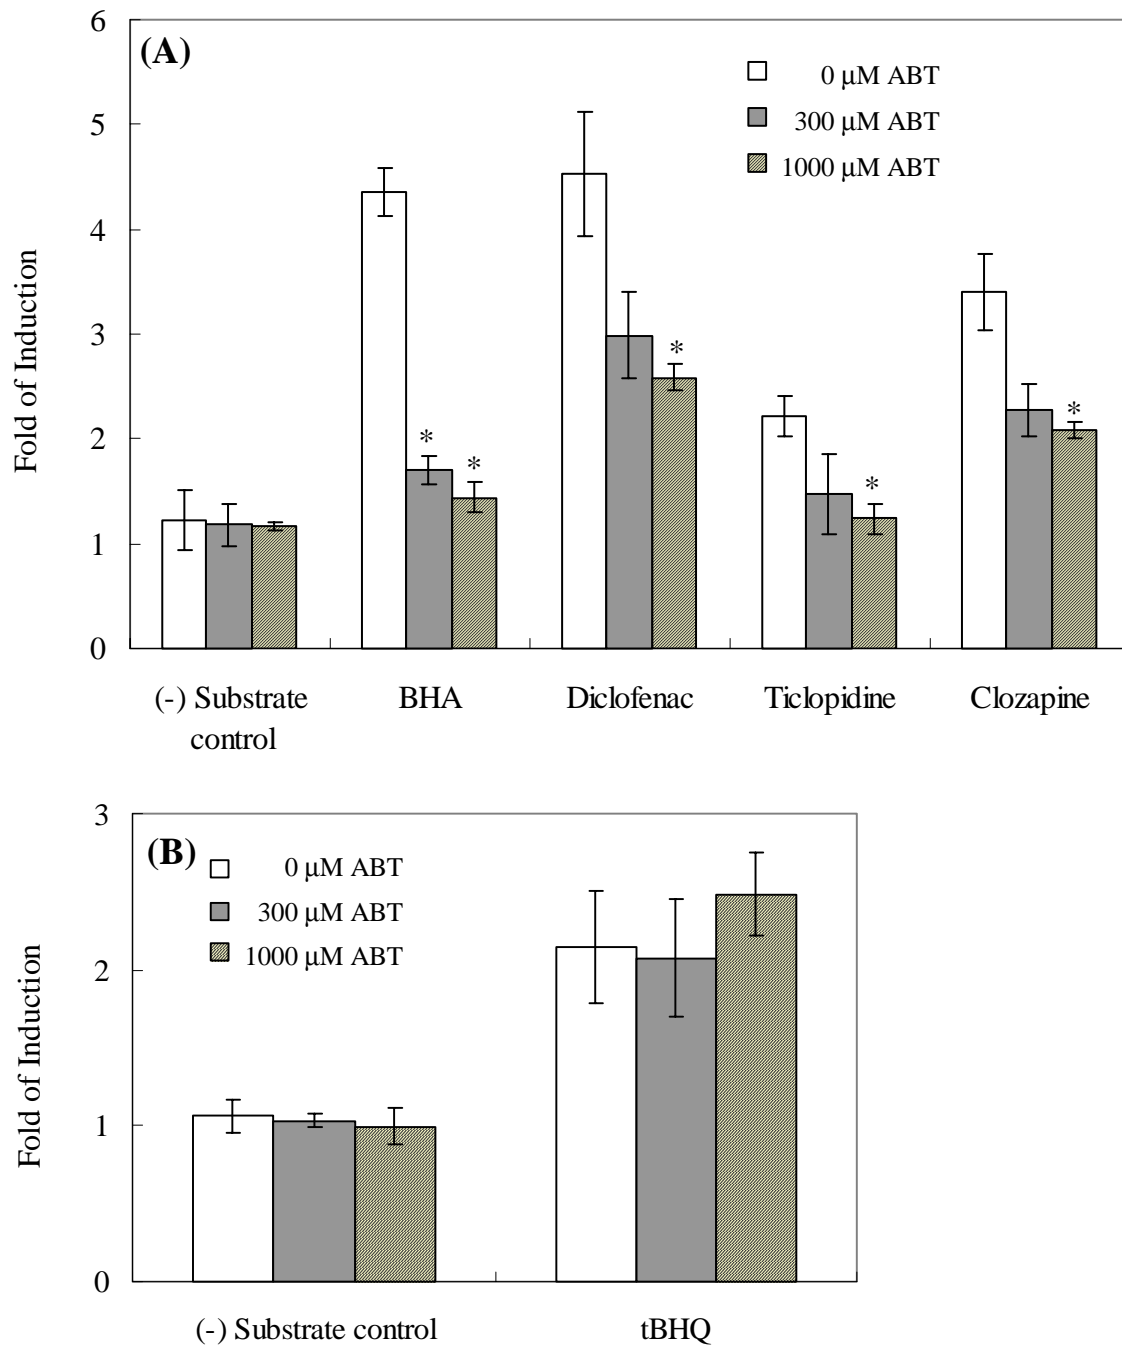 (A)
0 μM ABT
300 μM ABT
1000 μM ABT
6
5
4
3
2
1
0
Fold of Induction
*
*
*
*
*
(-) Substrate control
BHA
Diclofenac
Ticlopidine
Clozapine
(B)
0 μM ABT
300 μM ABT
1000 μM ABT
3
2
1
0
Fold of Induction
(-) Substrate control
tBHQ